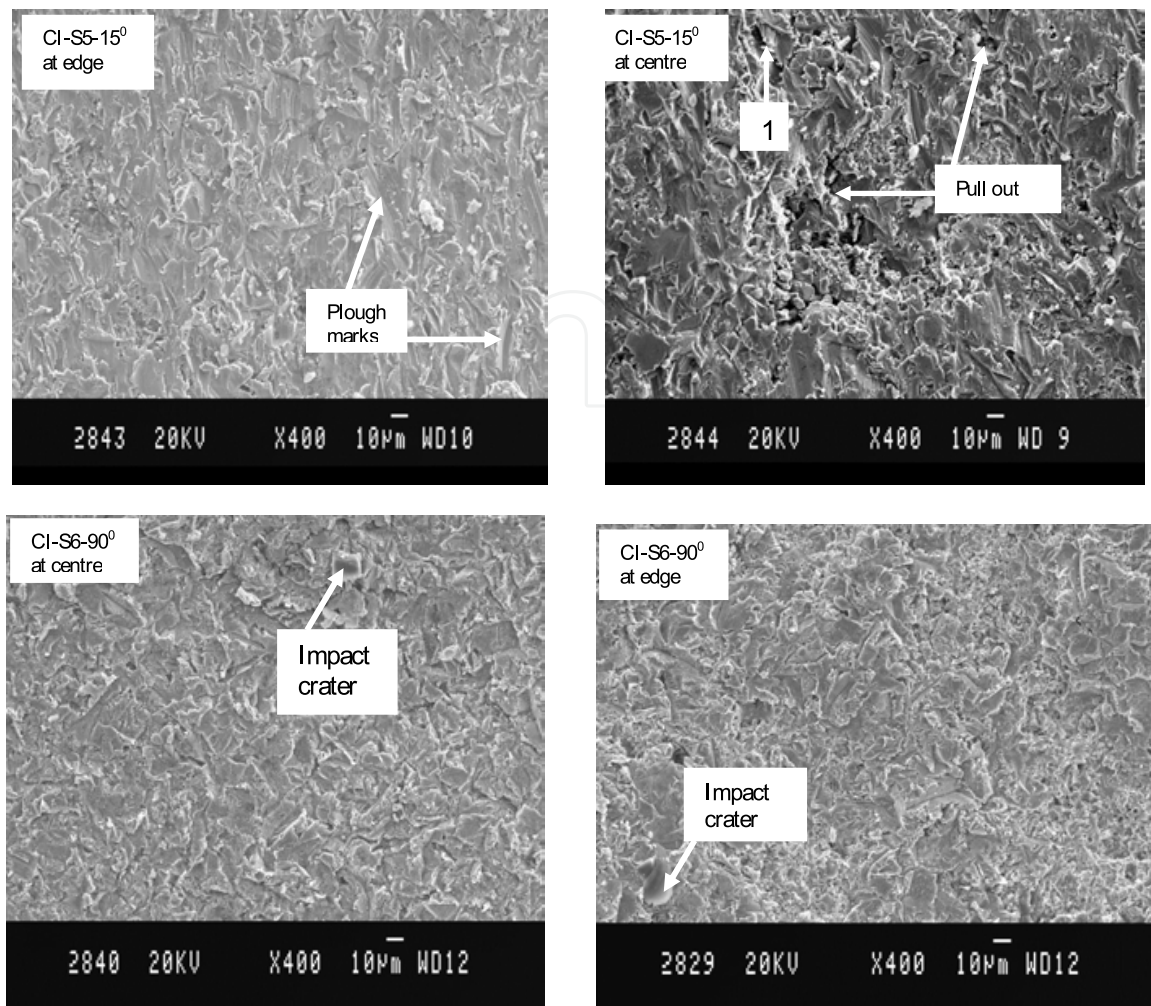 CI-S5-15⁰
at edge
Plough
marks
2843 20KV X400 10µm WD10
CI-S5-15⁰
at centre
1
Pull out
2844 20KV X400 10µm WD 9
CI-S6-90⁰
at centre
Impact
crater
2840 20KV X400 10µm WD12
CI-S6-90⁰
at edge
Impact
crater
2829 20KV X400 10µm WD12